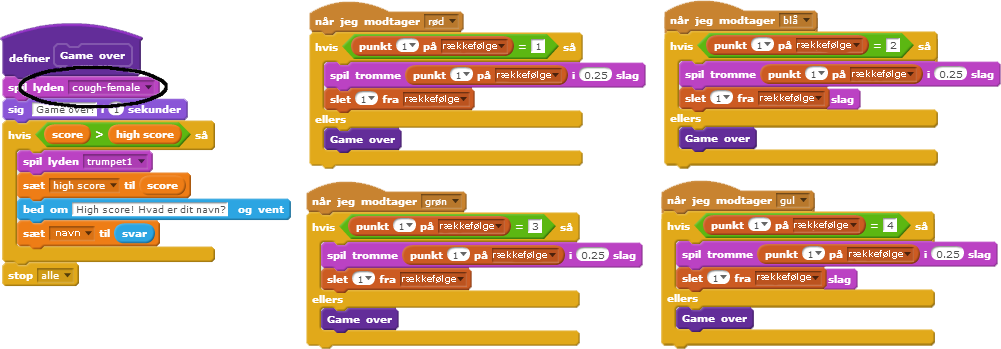 definer Game over
sp lyden cough-female
sig Game over! i 1 sekunder
hvis score > high score så
spil lyden trumpet1
sæt high score til score
bed om High score! Hvad er dit navn? og vent
sæt navn til svar
stop alle
når jeg modtager rød
hvis punkt 1 på rækkefølge = 1 så
spil tromme punkt 1 på rækkefølge i 0.25 slag
slet 1 fra rækkefølge
ellers
Game over
når jeg modtager blå
hvis punkt 1 på rækkefølge = 2 så
spil tromme punkt 1 på rækkefølge i 0.25 slag
slet 1 fra rækkefølge slag
ellers
Game over
når jeg modtager grøn
hvis punkt 1 på rækkefølge = 3 så
spil tromme punkt 1 på rækkefølge i 0.25 slag
slet 1 fra rækkefølge
ellers
Game over
når jeg modtager gul
hvis punkt 1 på rækkefølge = 4 så
spil tromme punkt 1 på rækkefølge i 0.25 slag
slet 1 fra rækkefølge slag
ellers
Game over